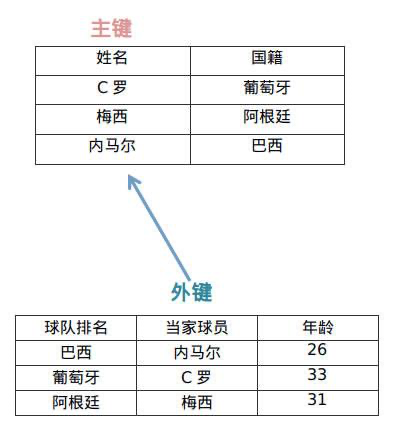 主键
姓名 国籍
C 罗 葡萄牙
梅西 阿根廷
内马尔 巴西
外键
球队排名 当家球员 年龄
巴西 内马尔 26
葡萄牙 C 罗 33
阿根廷 梅西 31